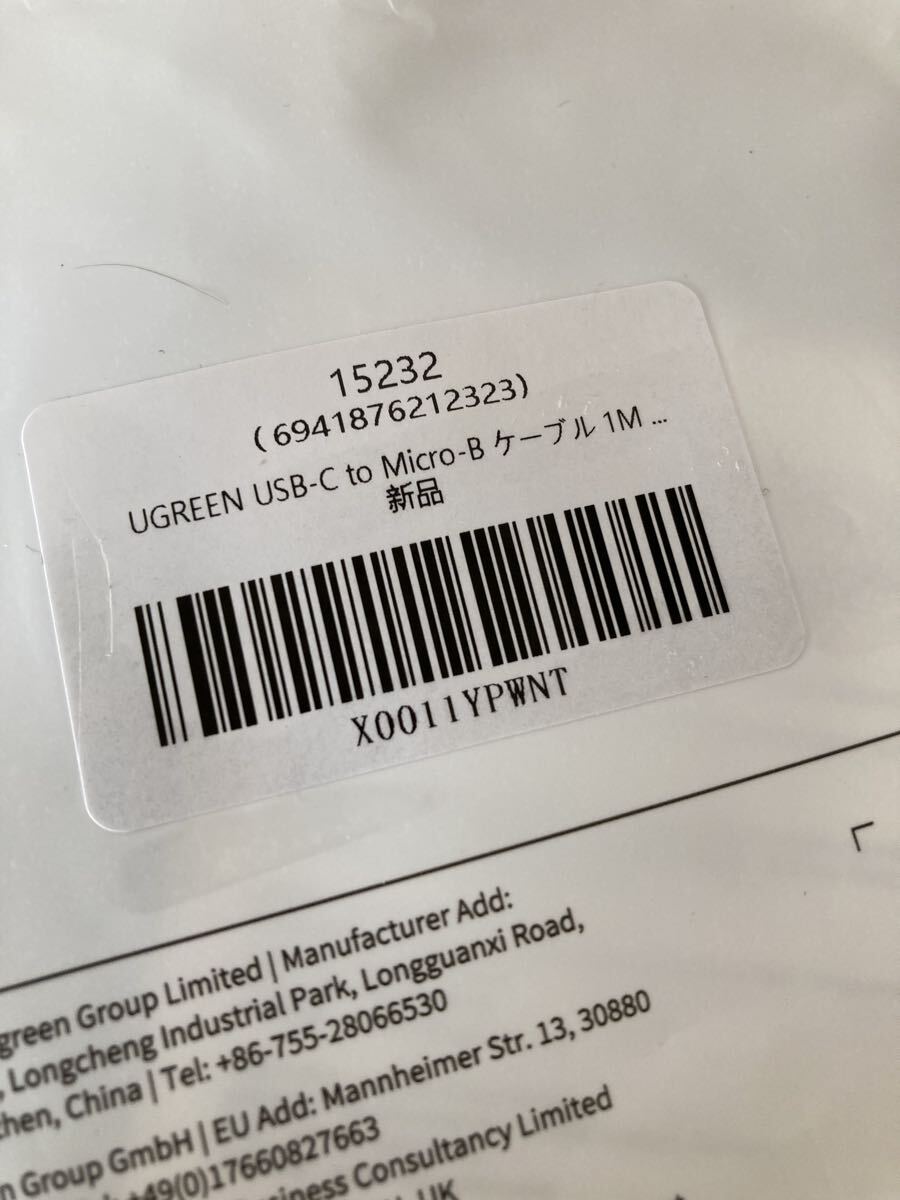 15232
(6941876212323)
UGREEN USB-C to Micro-B ケーブル 1M ...
新品
X0011YPWNT
green Group Limited | Manufacturer Add:
, Longcheng Industrial Park, Longguanxi Road,
hen, China | Tel: +86-755-28066530
n Group GmbH | EU Add: Mannheimer Str. 13, 30880
+49(0)17660827663
siness Consultancy Limited
UK